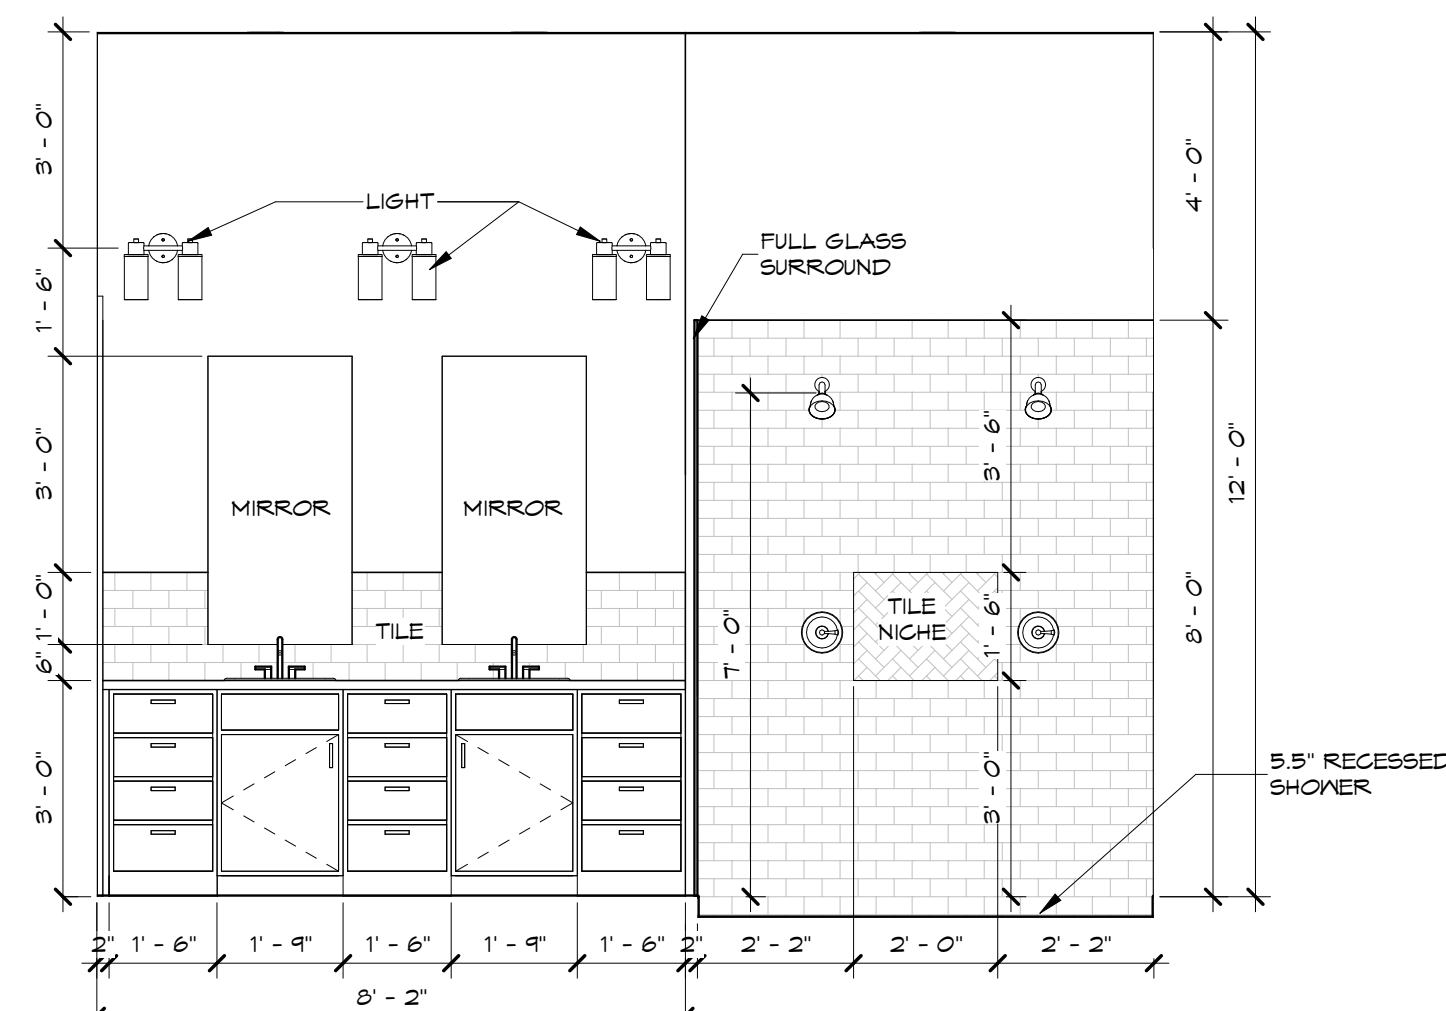 3' - 0"
1' - 6"
3' - 0"
1' - 0"
6"
3' - 0"
LIGHT
FULL GLASS
SURROUND
MIRROR
MIRROR
TILE
TILE
NICHE
7' - 0"
3' - 6"
1' - 6"
3' - 0"
4' - 0"
8' - 0"
12' - 0"
5.5" RECESSED
SHOWER
2" 1' - 6" 1' - 9" 1' - 6" 1' - 9" 1' - 6" 2" 2' - 2" 2' - 0" 2' - 2"
8' - 2"